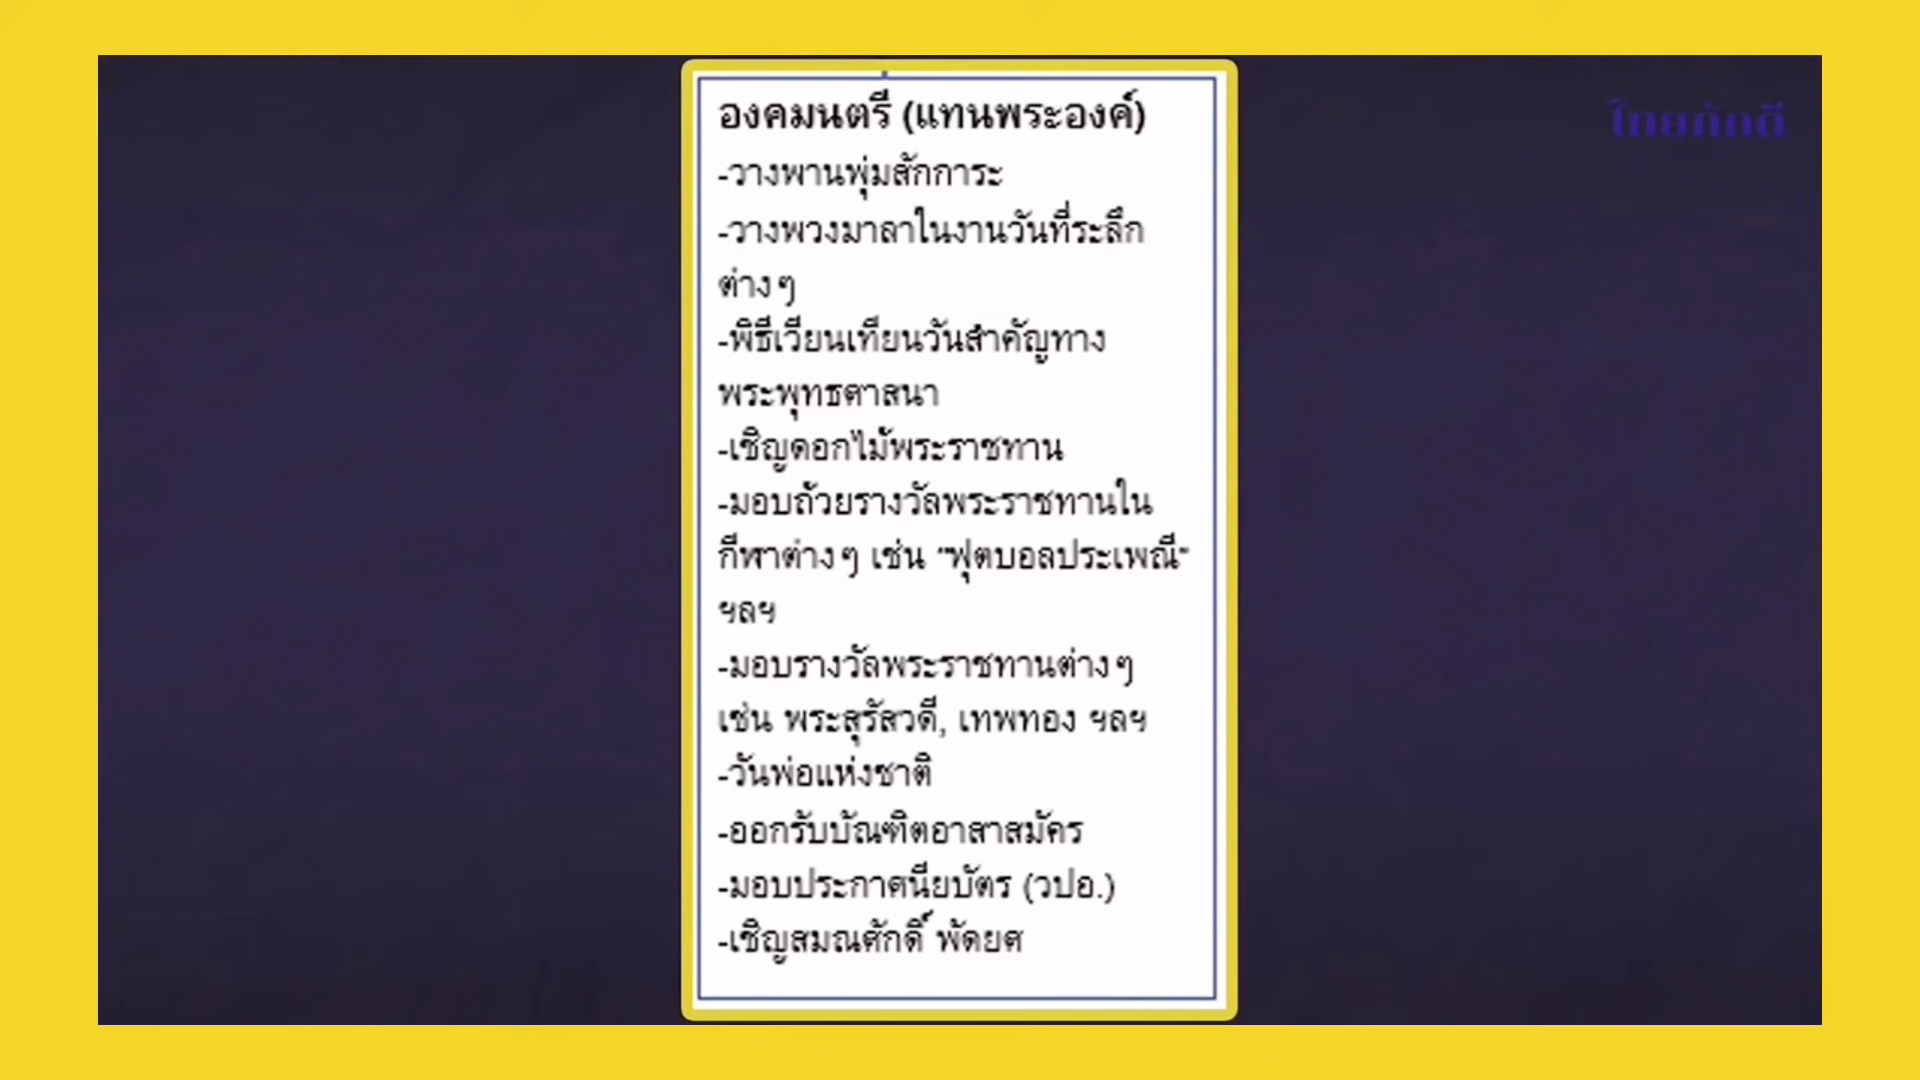 ไทยภักดี
องคมนตรี (แทนพระองค์)
-วางพานพุ่มสักการะ
-วางพวงมาลาในงานวันที่ระลึก
ต่างๆ
-พิธีเวียนเทียนวันสำคัญทาง
พระพุทธศาสนา
-เชิญดอกไม้พระราชทาน
-มอบถ้วยรางวัลพระราชทานใน
กีฬาต่างๆ เช่น "ฟุตบอลประเพณี"
ฯลฯ
-มอบรางวัลพระราชทานต่างๆ
เช่น พระสุรัสวดี, เทพทอง ฯลฯ
-วันพ่อแห่งชาติ
-ออกรับบัณฑิตอาสาสมัคร
-มอบประกาศนียบัตร (วปอ.)
-เชิญสมณศักดิ์ พัดยศ